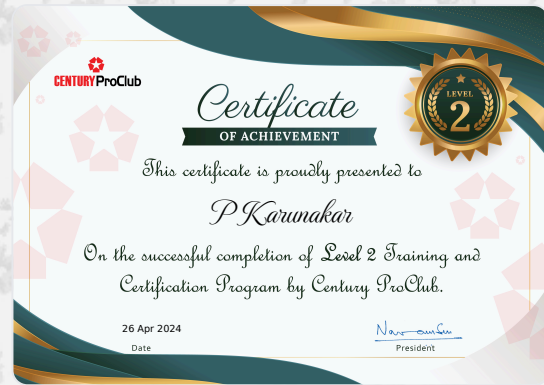 CENTURY ProClub
LEVEL
2
Certificate
OF ACHIEVEMENT
This certificate is proudly presented to
P Karunakar
On the successful completion of Level 2 Training and
Certification Program by Century ProClub.
26 Apr 2024
Date
President